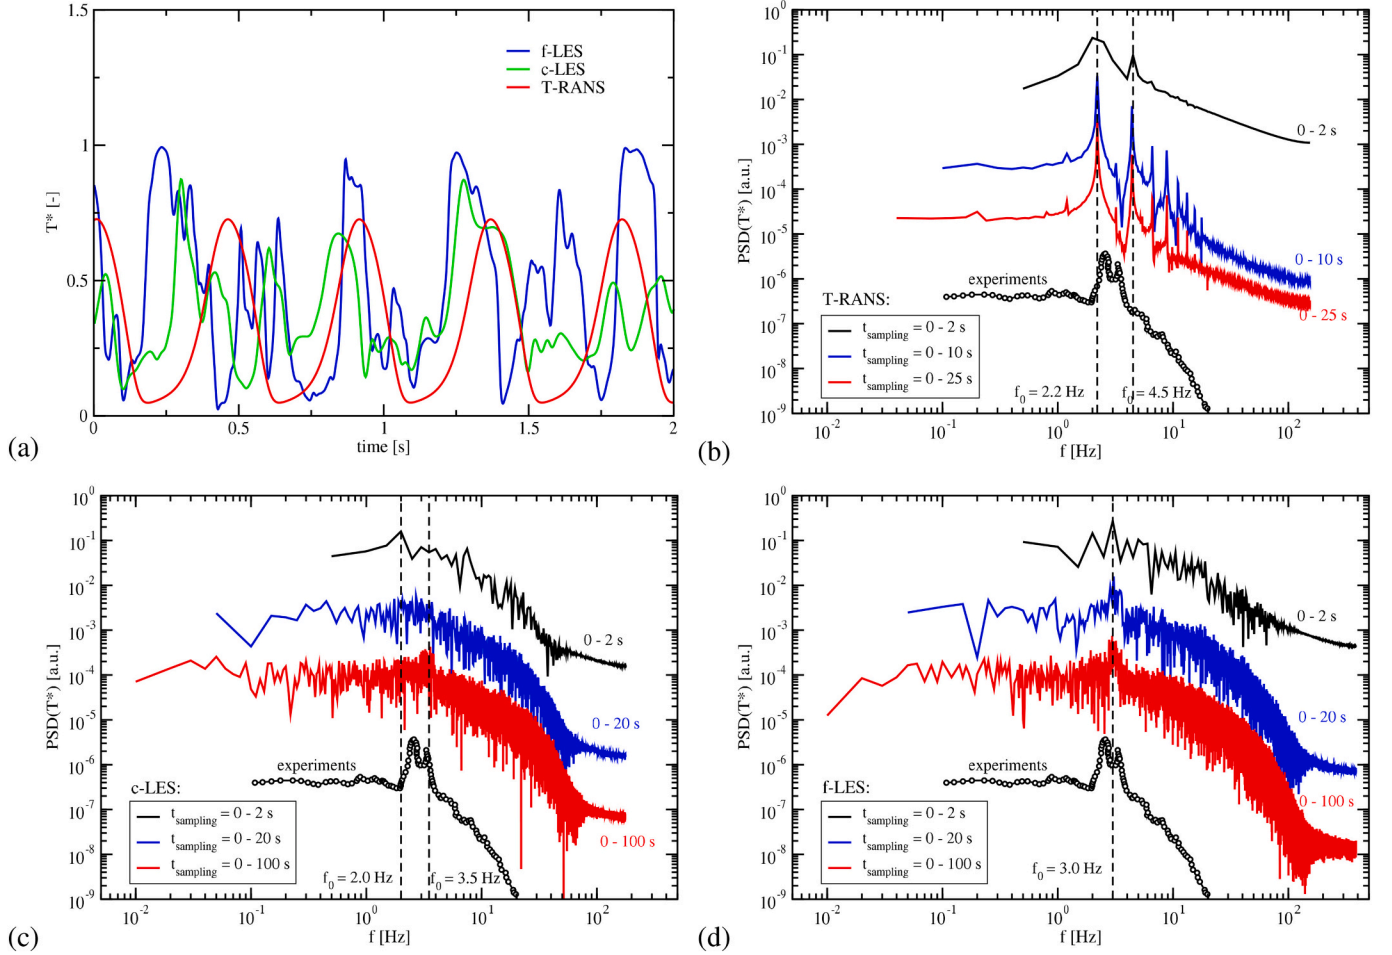 1.5
1
0.5
0
T* [-]
f-LES
c-LES
T-RANS
0 0.5 1 1.5 2
time [s]
(a)
10^0
10^-1
10^-2
10^-3
10^-4
10^-5
10^-6
10^-7
10^-8
10^-9
PSD(T*) [a.u.]
0 - 2 s
0 - 10 s
0 - 25 s
experiments
T-RANS:
t_sampling = 0 - 2 s
t_sampling = 0 - 10 s
t_sampling = 0 - 25 s
f_0 = 2.2 Hz
f_0 = 4.5 Hz
10^-2 10^-1 10^0 10^1 10^2
f [Hz]
(b)
10^0
10^-1
10^-2
10^-3
10^-4
10^-5
10^-6
10^-7
10^-8
10^-9
PSD(T*) [a.u.]
0 - 2 s
0 - 20 s
0 - 100 s
experiments
c-LES:
t_sampling = 0 - 2 s
t_sampling = 0 - 20 s
t_sampling = 0 - 100 s
f_0 = 2.0 Hz
f_0 = 3.5 Hz
10^-2 10^-1 10^0 10^1 10^2
f [Hz]
(c)
10^0
10^-1
10^-2
10^-3
10^-4
10^-5
10^-6
10^-7
10^-8
10^-9
PSD(T*) [a.u.]
0 - 2 s
0 - 20 s
0 - 100 s
experiments
f-LES:
t_sampling = 0 - 2 s
t_sampling = 0 - 20 s
t_sampling = 0 - 100 s
f_0 = 3.0 Hz
10^-2 10^-1 10^0 10^1 10^2
f [Hz]
(d)